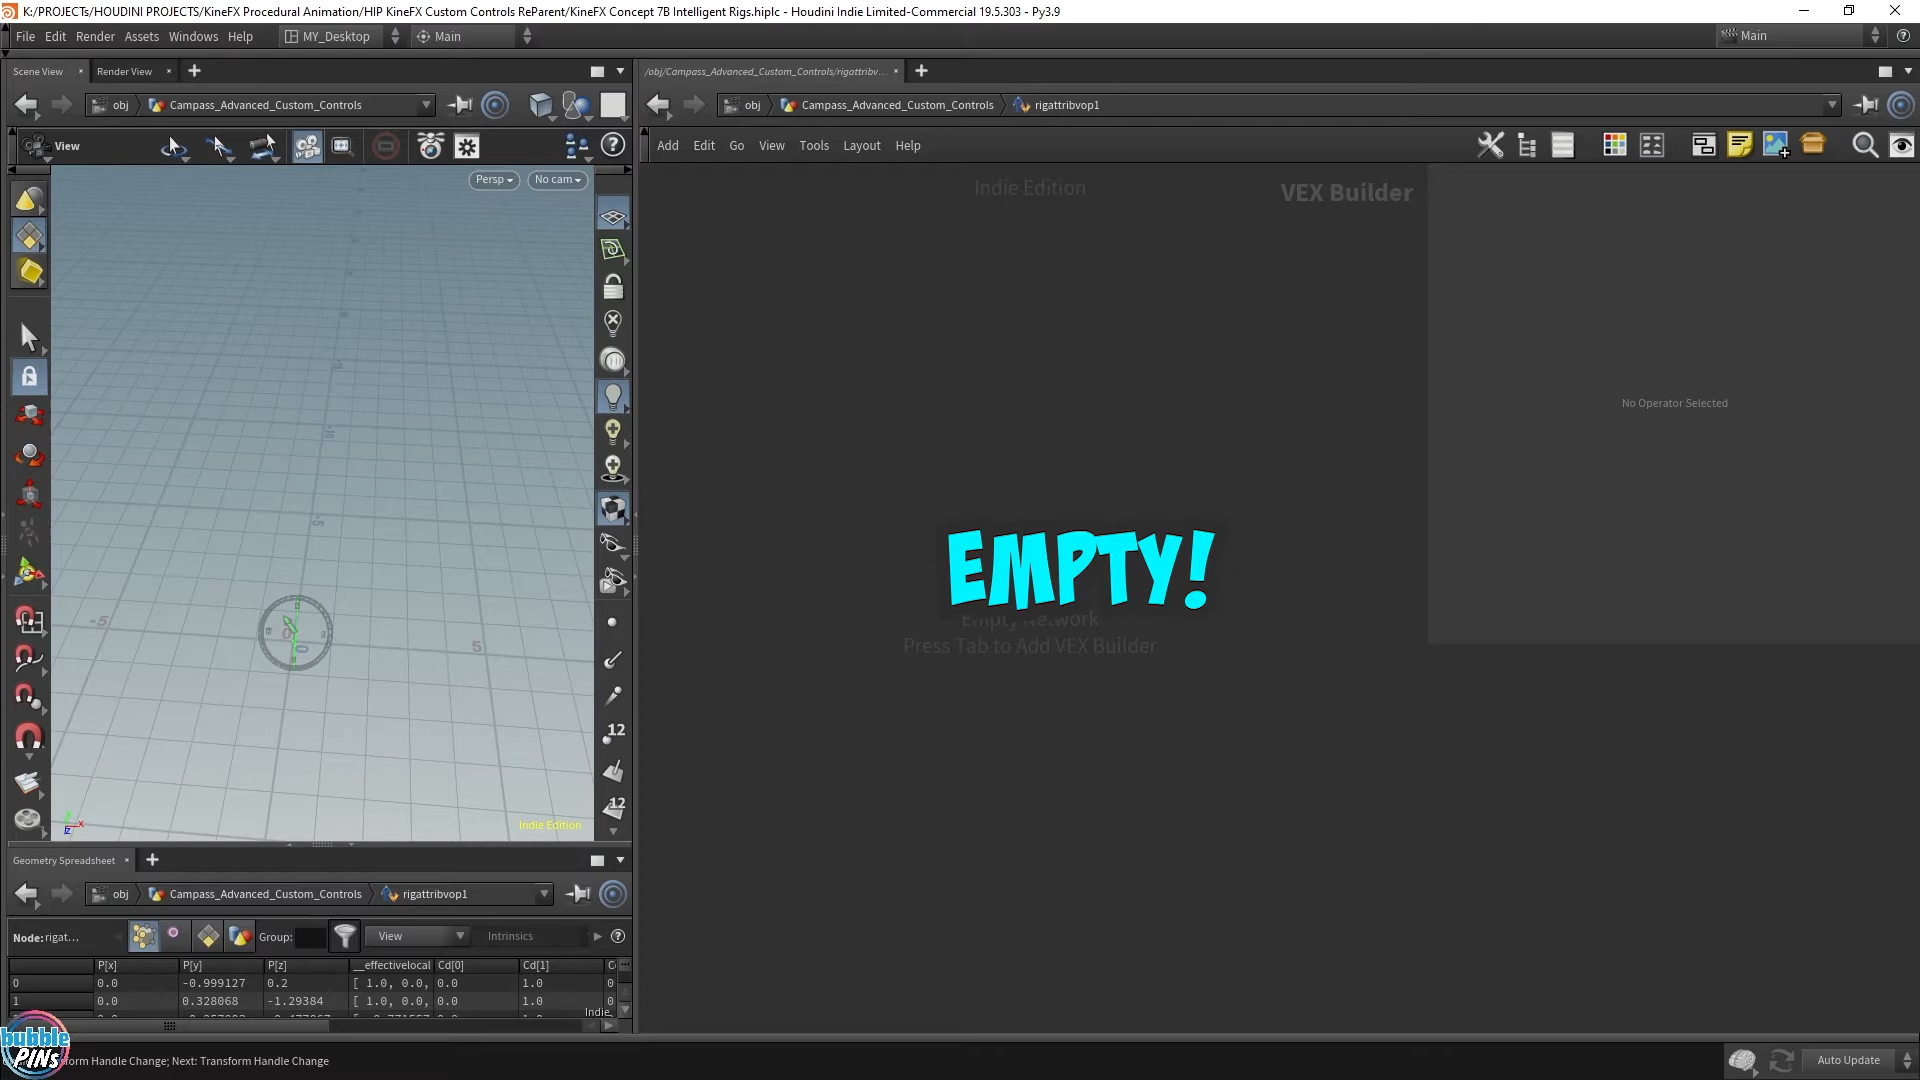 K:/PROJECTs/HOUDINI PROJECTS/KineFX Procedural Animation/HIP KineFX Custom Controls ReParent/KineFX Concept 7B Intelligent Rigs.hiplc - Houdini Indie Limited-Commercial 19.5.303 - Py3.9
File Edit Render Assets Windows Help MY_Desktop Main Main
Scene View Render View
/obj/Campass_Advanced_Custom_Controls/rigattribv...
obj Campass_Advanced_Custom_Controls
obj Campass_Advanced_Custom_Controls rigattribvop1
View
Add Edit Go View Tools Layout Help
Persp No cam
Indie Edition
VEX Builder
No Operator Selected
EMPTY!
Empty Network
Press Tab to Add VEX Builder
-5 0 0 5
-5
-10
12
12
x
z
Indie Edition
Geometry Spreadsheet
obj Campass_Advanced_Custom_Controls rigattribvop1
Node: rigat... Group: View Intrinsics
P[x] P[y] P[z] __effectivelocal Cd[0] Cd[1]
0 0.0 -0.999127 0.2 [ 1.0, 0.0, 0.0 1.0 0
1 0.0 0.328068 -1.29384 [ 1.0, 0.0, 0.0 1.0 0
Indie
bubble
PINs
orm Handle Change; Next: Transform Handle Change
Auto Update